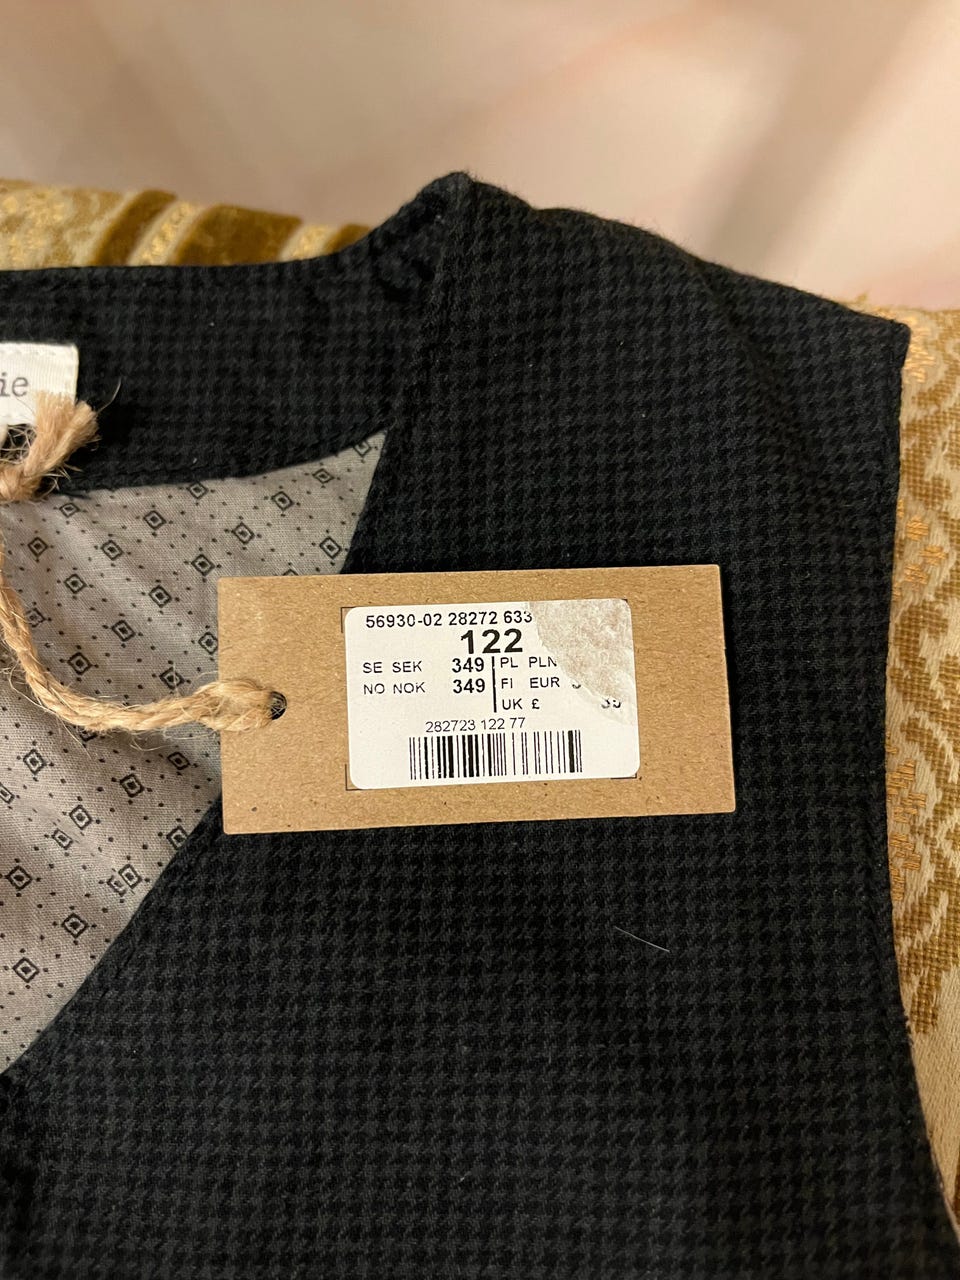 ie
56930-02 28272 633
122
SE SEK 349 PL PLN
NO NOK 349 FI EUR
UK £
282723 122 77